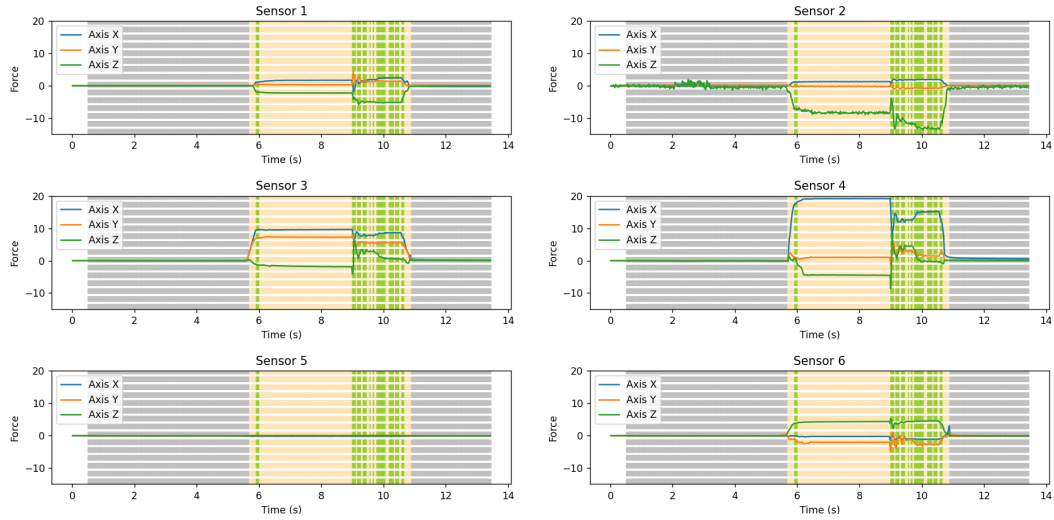 Sensor 1
20
10
0
−10
Force
Axis X
Axis Y
Axis Z
0 2 4 6 8 10 12 14
Time (s)
Sensor 2
20
10
0
−10
Force
Axis X
Axis Y
Axis Z
0 2 4 6 8 10 12 14
Time (s)
Sensor 3
20
10
0
−10
Force
Axis X
Axis Y
Axis Z
0 2 4 6 8 10 12 14
Time (s)
Sensor 4
20
10
0
−10
Force
Axis X
Axis Y
Axis Z
0 2 4 6 8 10 12 14
Time (s)
Sensor 5
20
10
0
−10
Force
Axis X
Axis Y
Axis Z
0 2 4 6 8 10 12 14
Time (s)
Sensor 6
20
10
0
−10
Force
Axis X
Axis Y
Axis Z
0 2 4 6 8 10 12 14
Time (s)